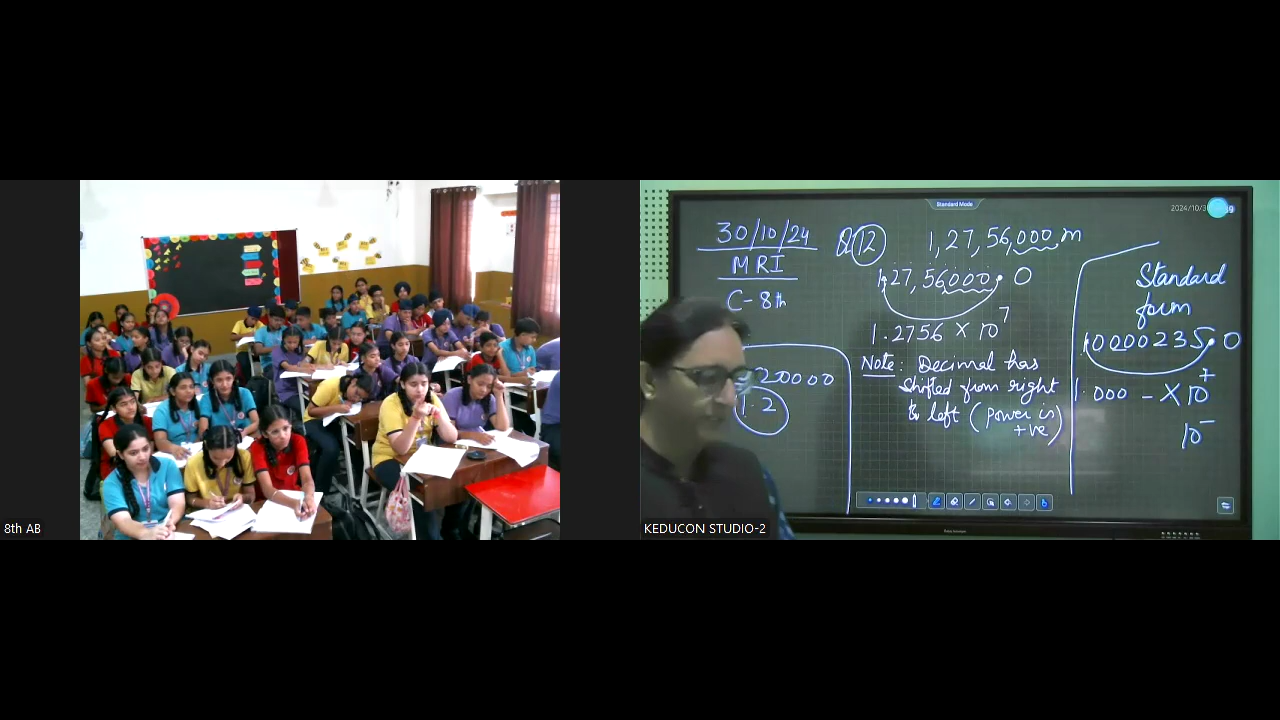 8th AB
KEDUCON STUDIO-2
Standard Mode
30/10/24
MRI
C-8th
20000
1.2
Q 12 1,27,56,000 m
1,27,56000. 0
1.2756 × 10⁷
Note: Decimal has
shifted from right
to left (power is
+ve)
Standard
form
10000235.0
1.000 - × 10⁺
10⁻